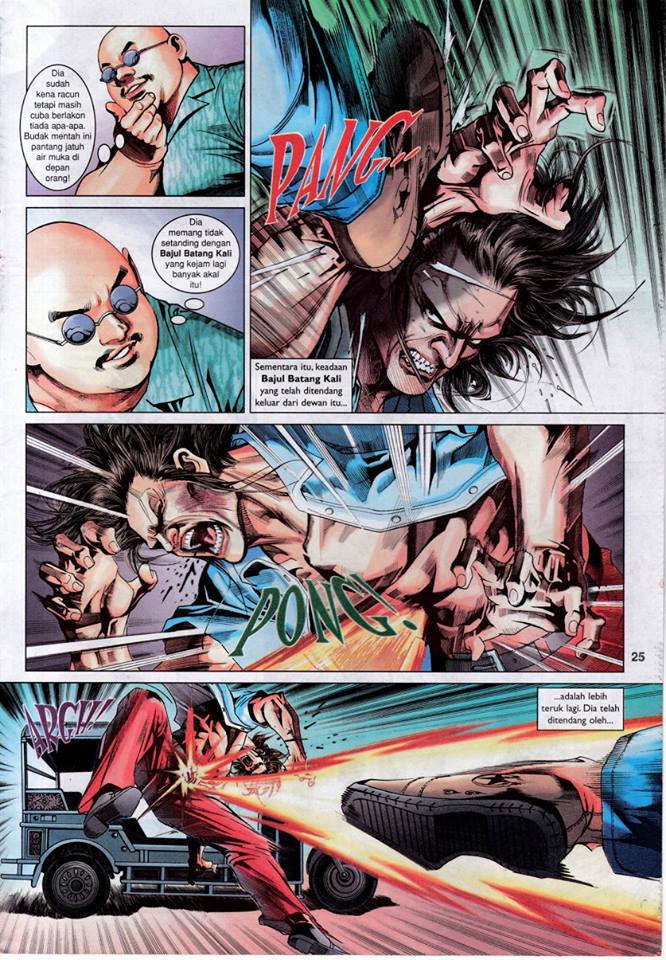 Dia
sudah
kena racun
tetapi masih
cuba berlakon
tiada apa-apa.
Budak mentah ini
pantang jatuh
air muka di
depan
orang!
PANG...
Dia
memang tidak
setanding dengan
Bajul Batang Kali
yang kejam lagi
banyak akal
itu!
Sementara itu, keadaan
Bajul Batang Kali
yang telah ditendang
keluar dari dewan itu...
PONG!
25
ARGH!!
...adalah lebih
teruk lagi. Dia telah
ditendang oleh...